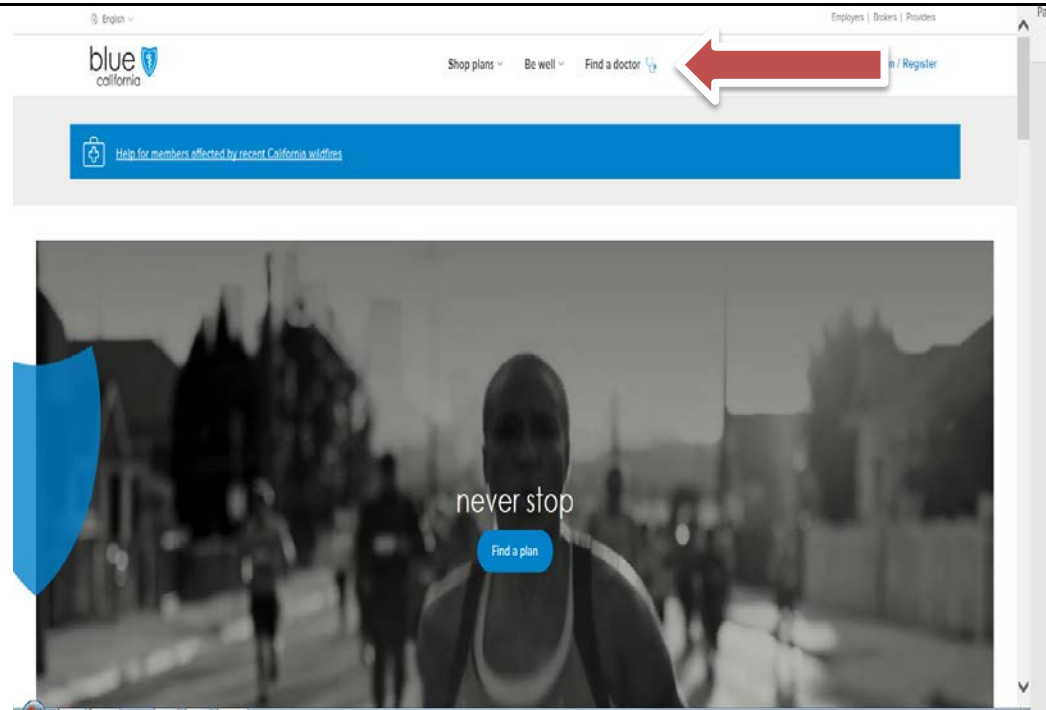 English
Employers | Brokers | Providers
Pa
blue
california
Shop plans
Be well
Find a doctor
n / Register
Help for members affected by recent California wildfires
never stop
Find a plan